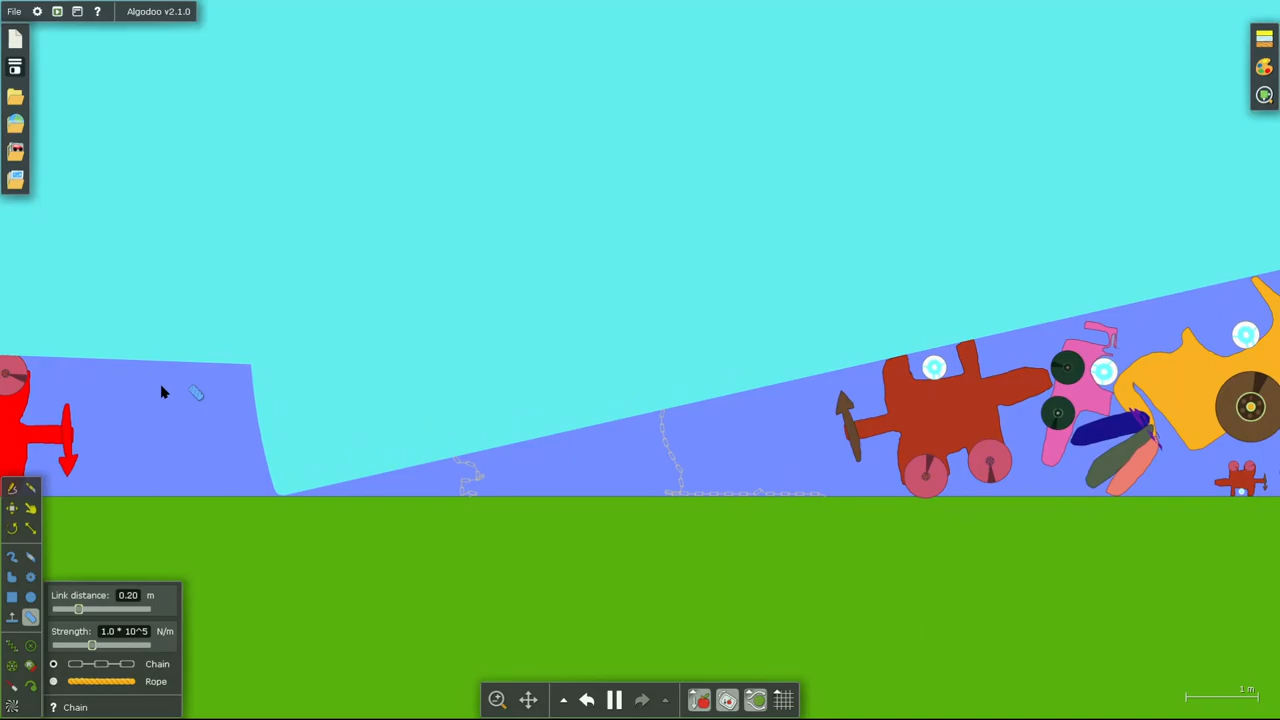 File
?
Algodoo v2.1.0
Link distance: 0.20 m
Strength: 1.0 * 10^5 N/m
Chain
Rope
? Chain
1 m